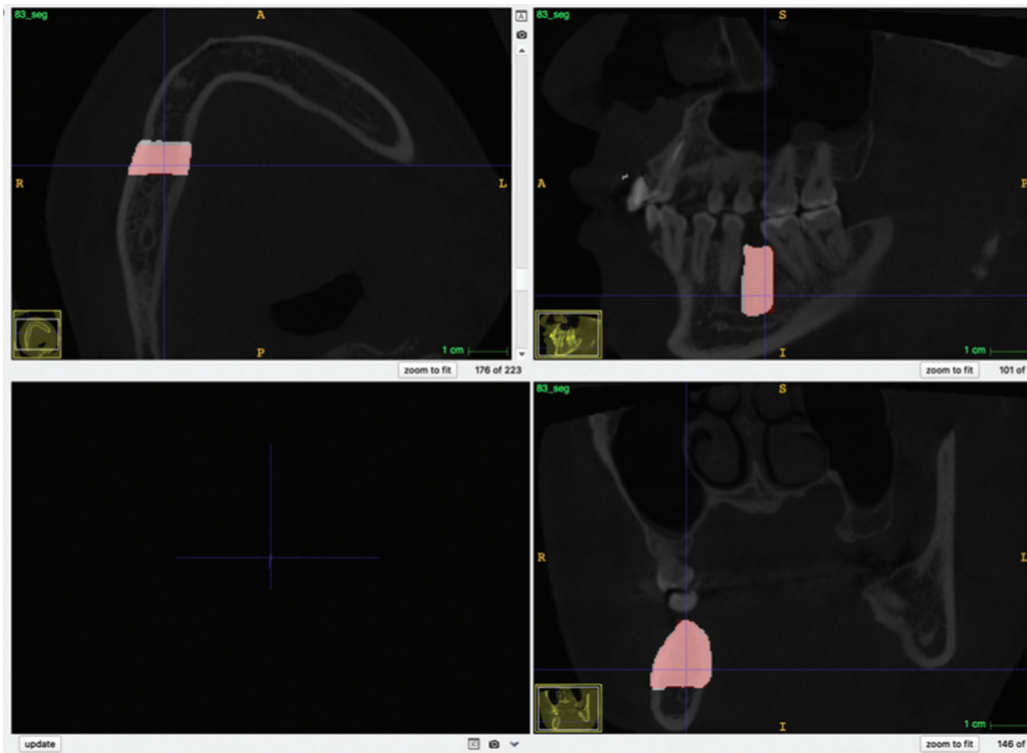 83_seg
A
A
R
L
P
1 cm
zoom to fit
176 of 223
S
A
P
I
1 cm
zoom to fit
101 of
update
83_seg
S
R
L
I
1 cm
zoom to fit
146 of